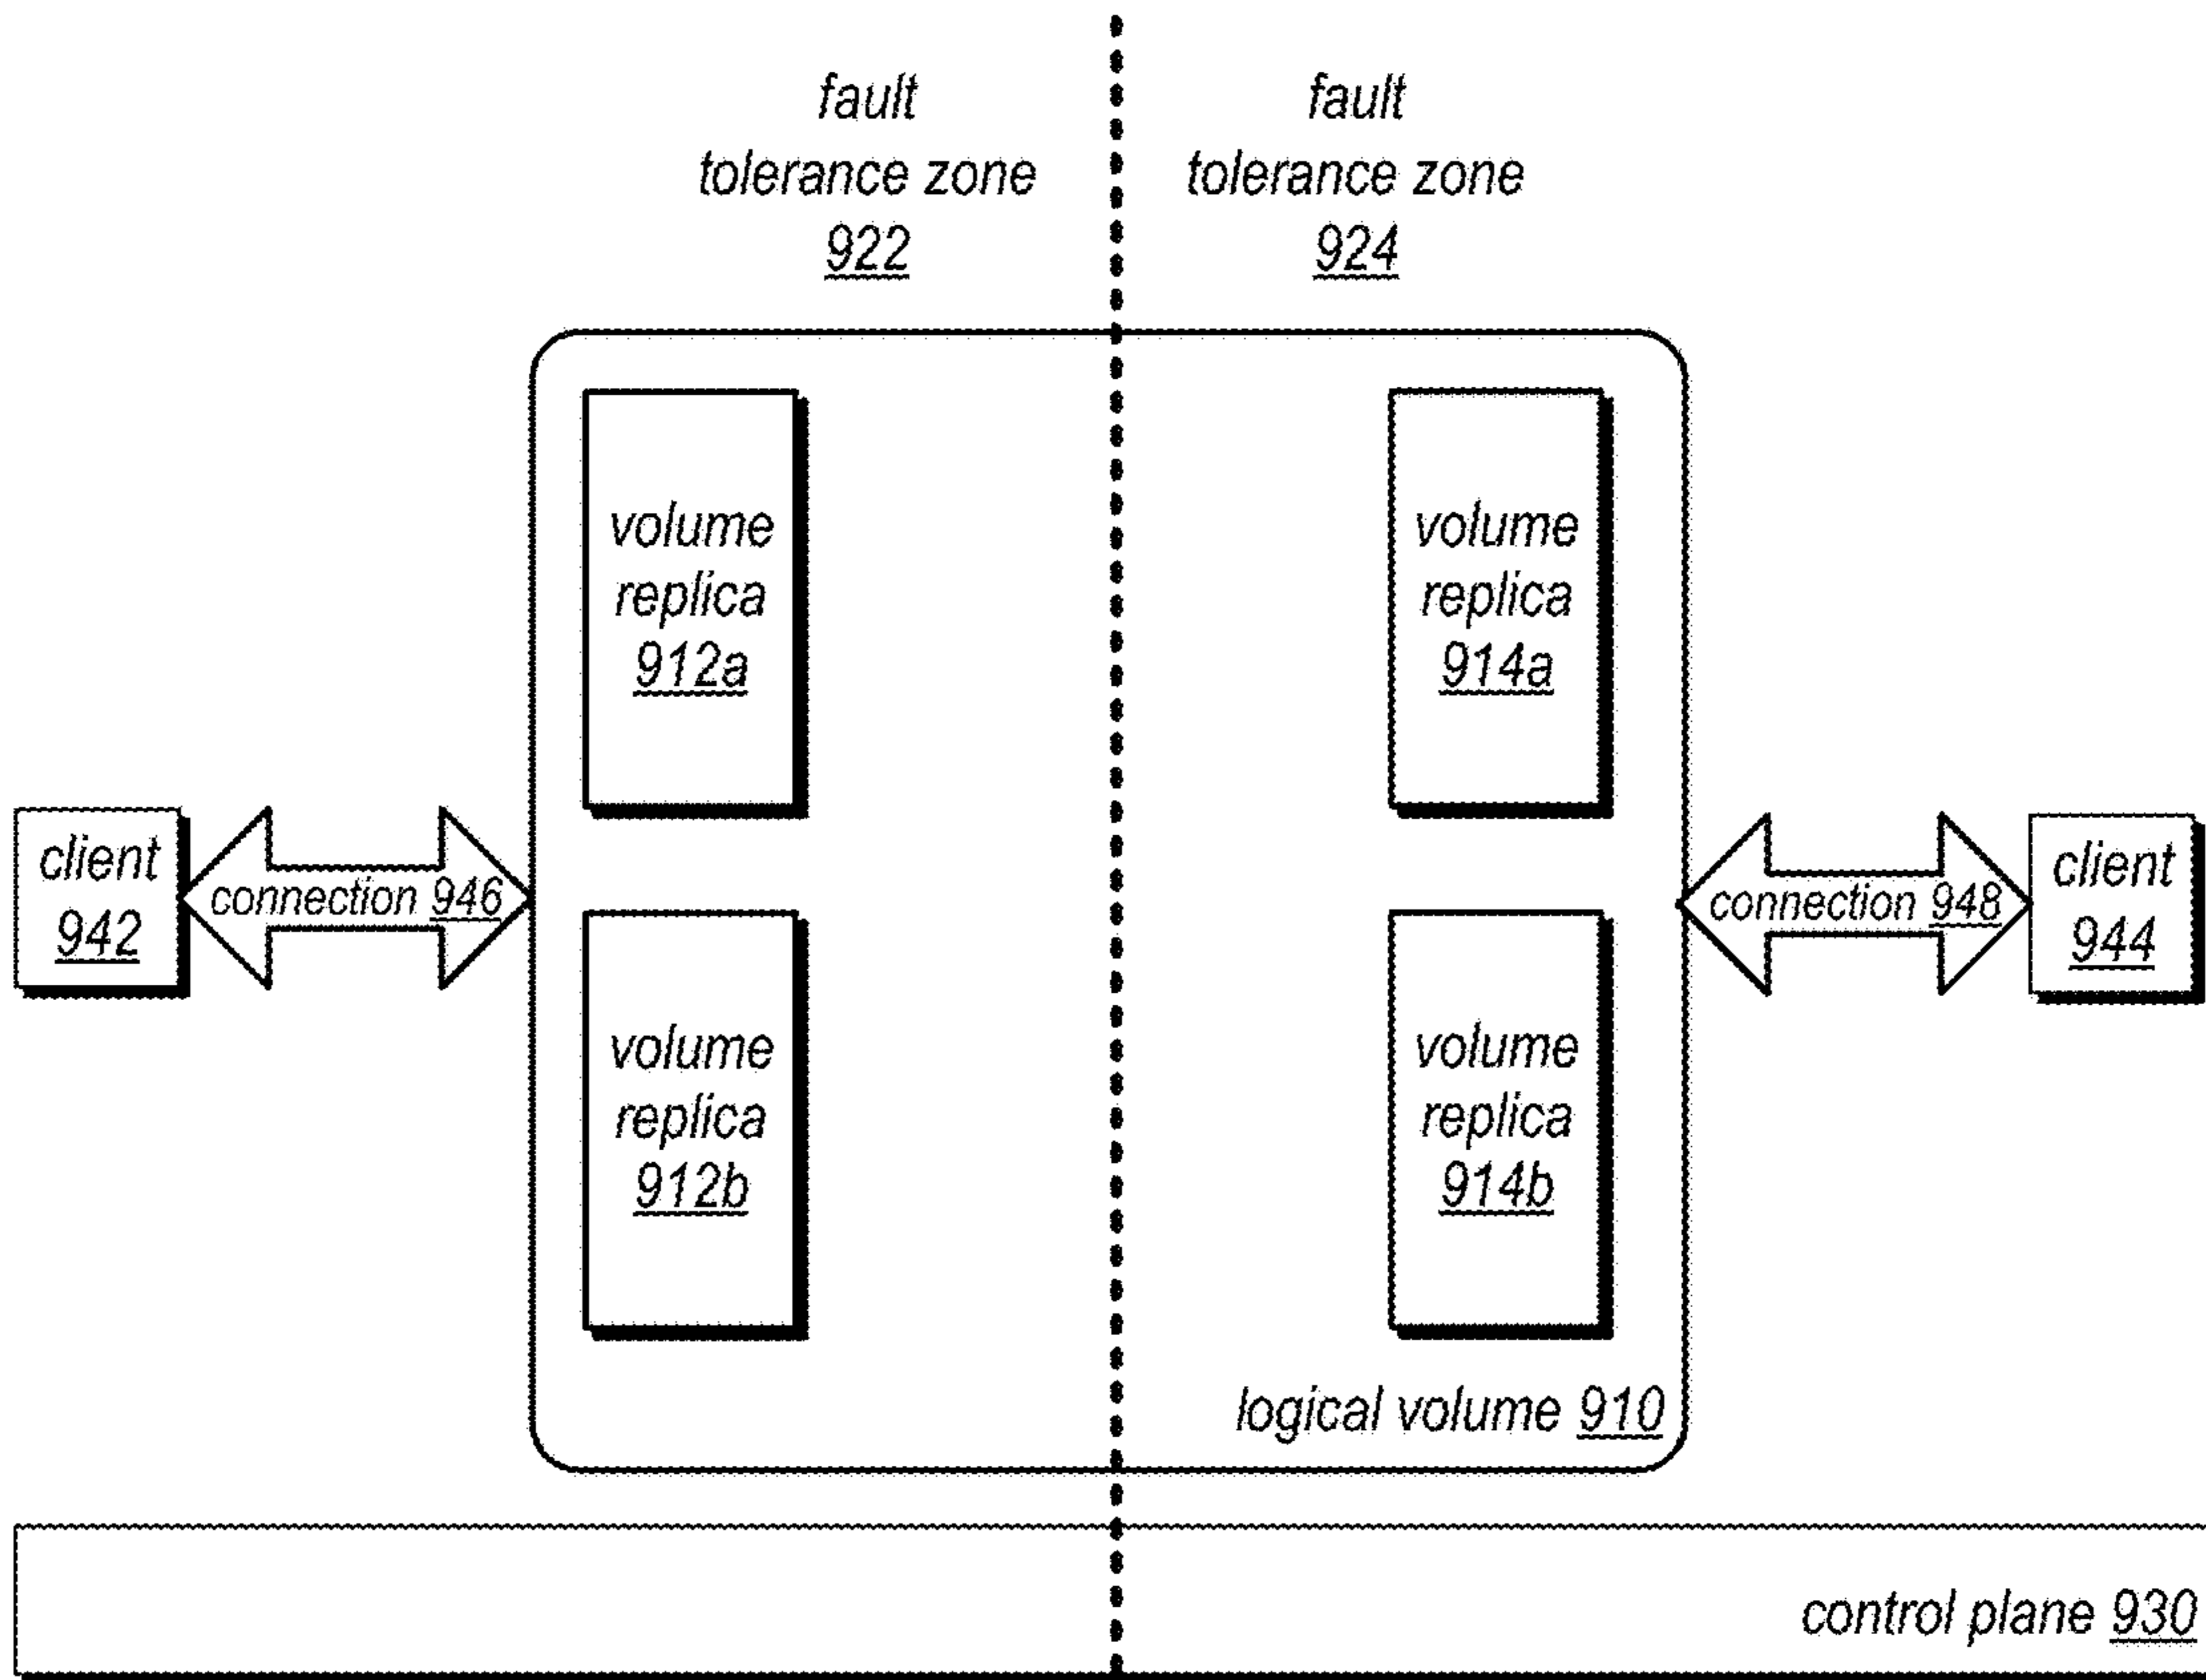 fault
tolerance zone
922
fault
tolerance zone
924
volume
replica
912a
volume
replica
914a
client
942
connection 946
connection 948
client
944
volume
replica
912b
volume
replica
914b
logical volume 910
control plane 930